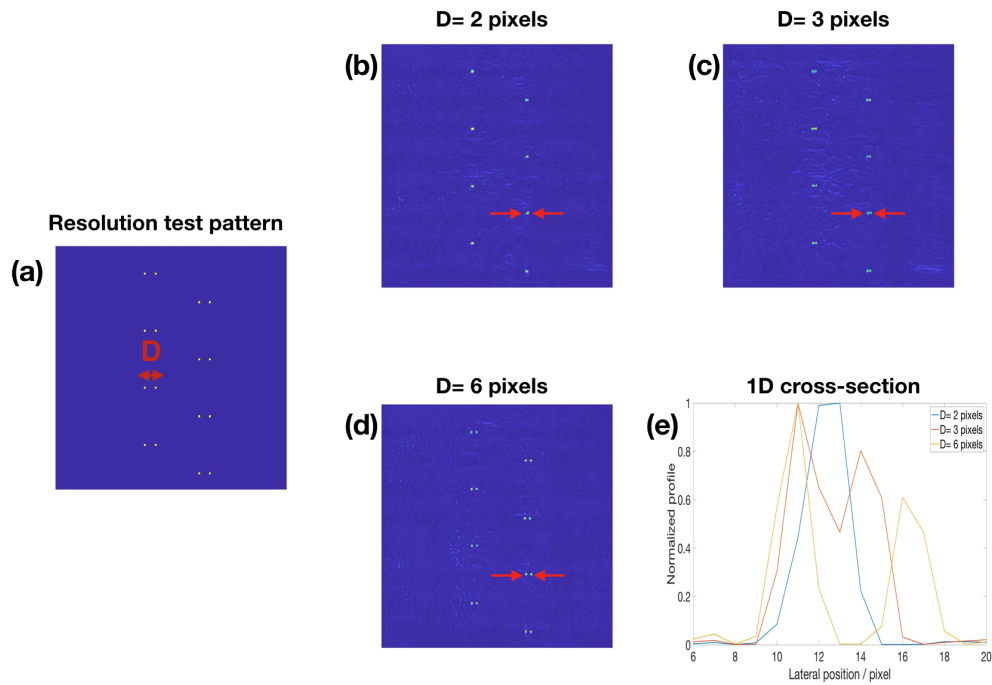 D= 2 pixels
D= 3 pixels
(b)
(c)
Resolution test pattern
(a)
D
D= 6 pixels
1D cross-section
(d)
(e)
D= 2 pixels
D= 3 pixels
D= 6 pixels
Normalized profile
1
0.8
0.6
0.4
0.2
0
6
8
10
12
14
16
18
20
Lateral position / pixel